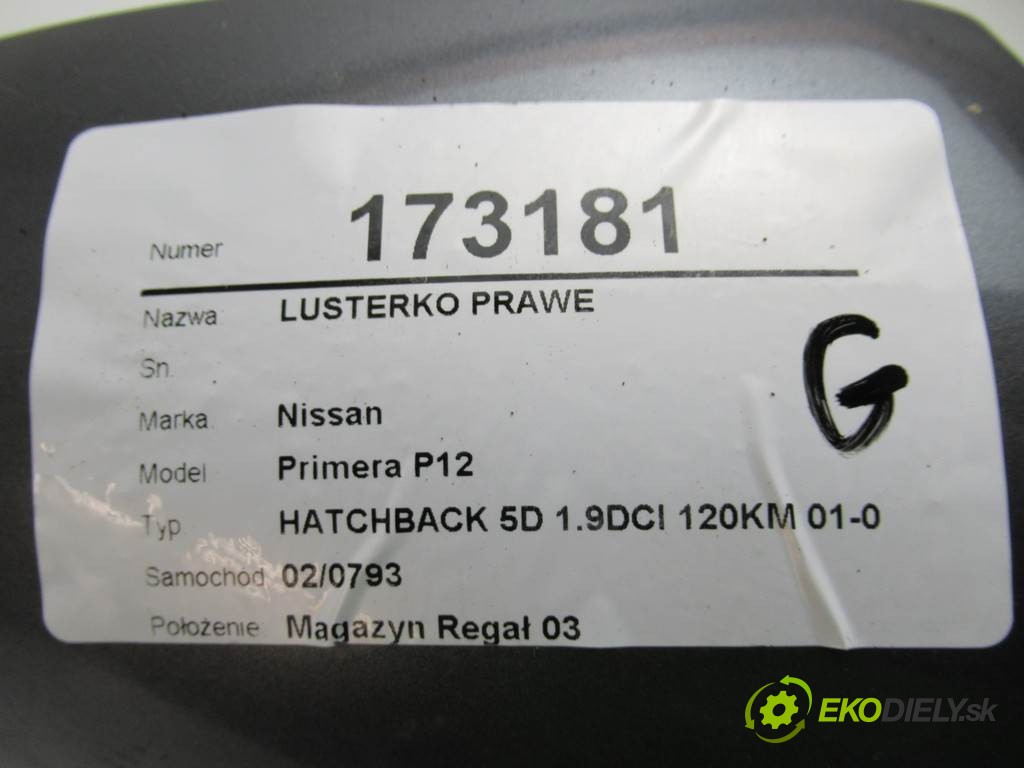 Numer 173181
Nazwa: LUSTERKO PRAWE
Sn.
Marka: Nissan
Model Primera P12
Typ HATCHBACK 5D 1.9DCI 120KM 01-0
Samochód 02/0793
Położenie: Magazyn Regał 03
G
EKODIELY.sk